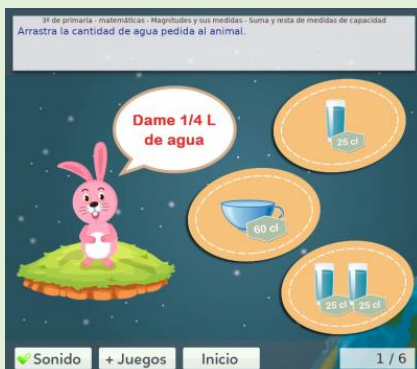 3º de primaria - matemáticas - Magnitudes y sus medidas - Suma y resta de medidas de capacidad
Arrastra la cantidad de agua pedida al animal.
Dame 1/4 L
de agua
25 cl
60 cl
25 cl 25 cl
Sonido + Juegos Inicio 1 / 6